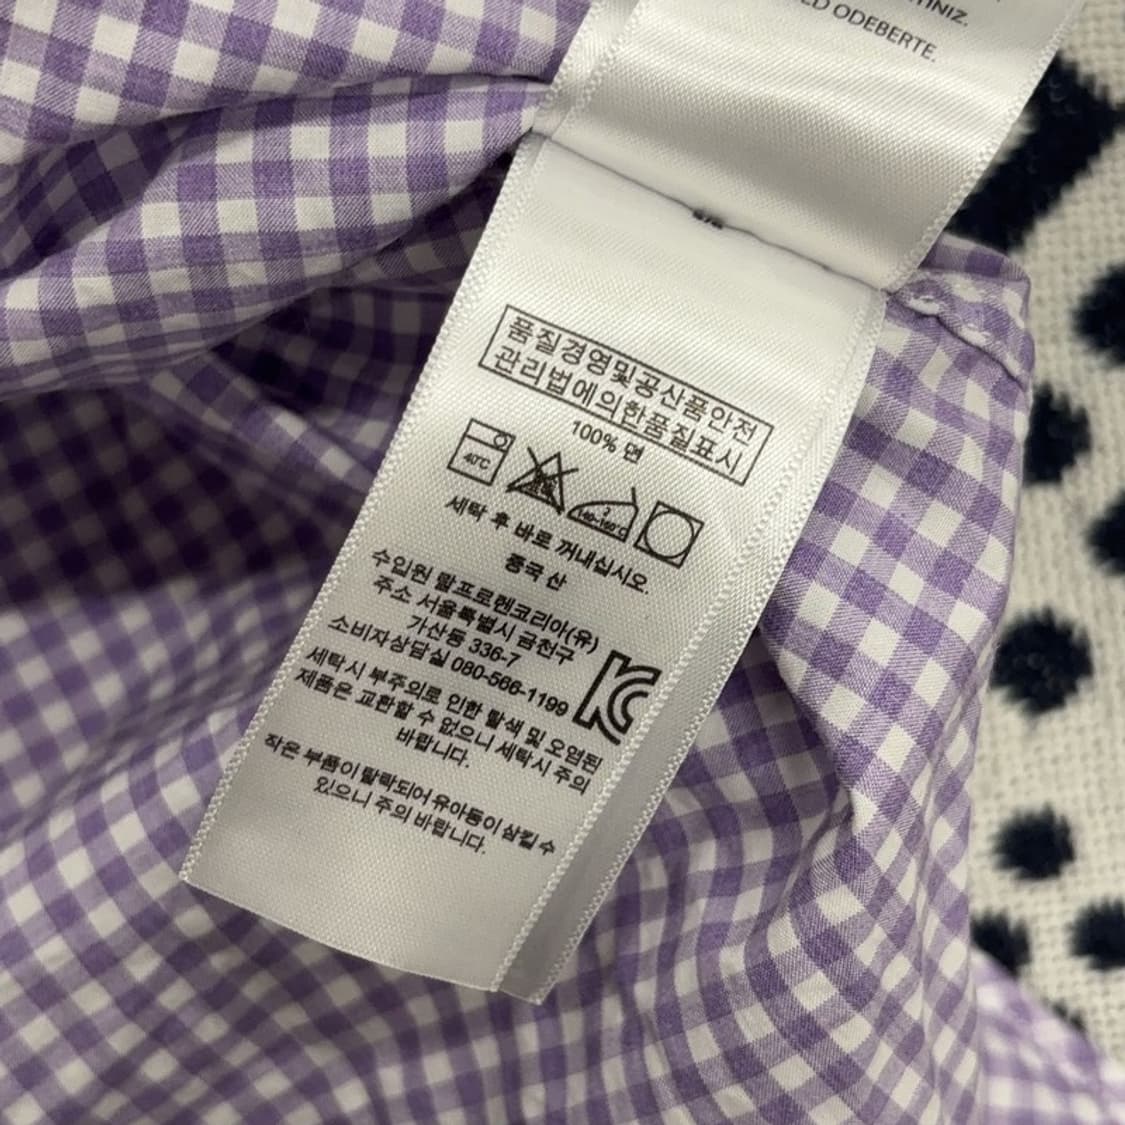 TINIZ.
ED ODEBERTE.
품질경영및공산품안전
관리법에의한품질표시
100% 면
40℃
세탁 후 바로 꺼내십시오.
중국 산
수입원 랄프로렌코리아(유)
주소 서울특별시 금천구
가산동 336-7
소비자상담실 080-566-1199
세탁시 부주의로 인한 탈색 및 오염된
제품은 교환할 수 없으니 세탁시 주의
바랍니다.
작은 부품이 탈락되어 유아동이 삼킬 수
있으니 주의 바랍니다.